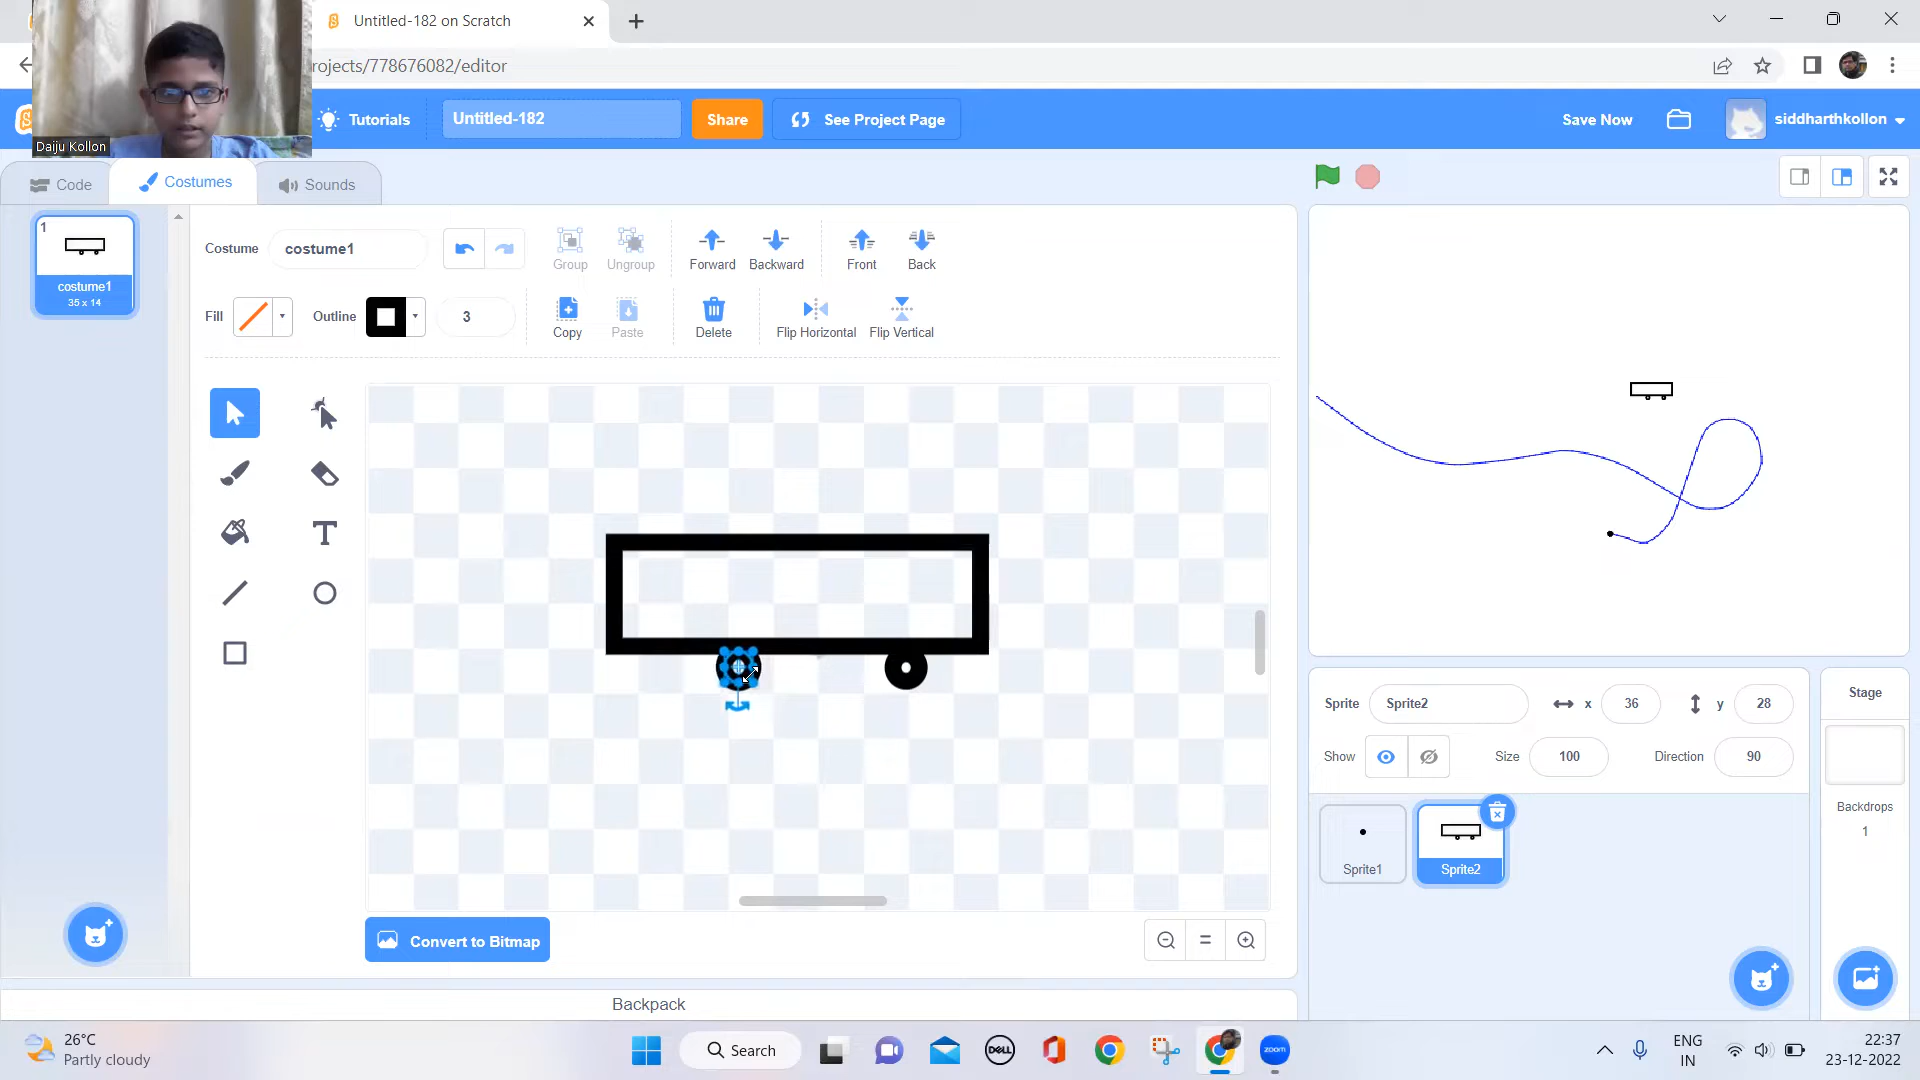 Untitled-182 on Scratch
rojects/778676082/editor
Daiju Kollon
Tutorials
Untitled-182
Share
See Project Page
Save Now
siddharthkollon
Code
Costumes
Sounds
1
costume1
35 x 14
Costume
costume1
Group
Ungroup
Forward
Backward
Front
Back
Fill
Outline
3
Copy
Paste
Delete
Flip Horizontal
Flip Vertical
Convert to Bitmap
Backpack
Sprite
Sprite2
x
36
y
28
Show
Size
100
Direction
90
Sprite1
Sprite2
Stage
Backdrops
1
26°C
Partly cloudy
Search
DELL
zoom
ENG
IN
22:37
23-12-2022